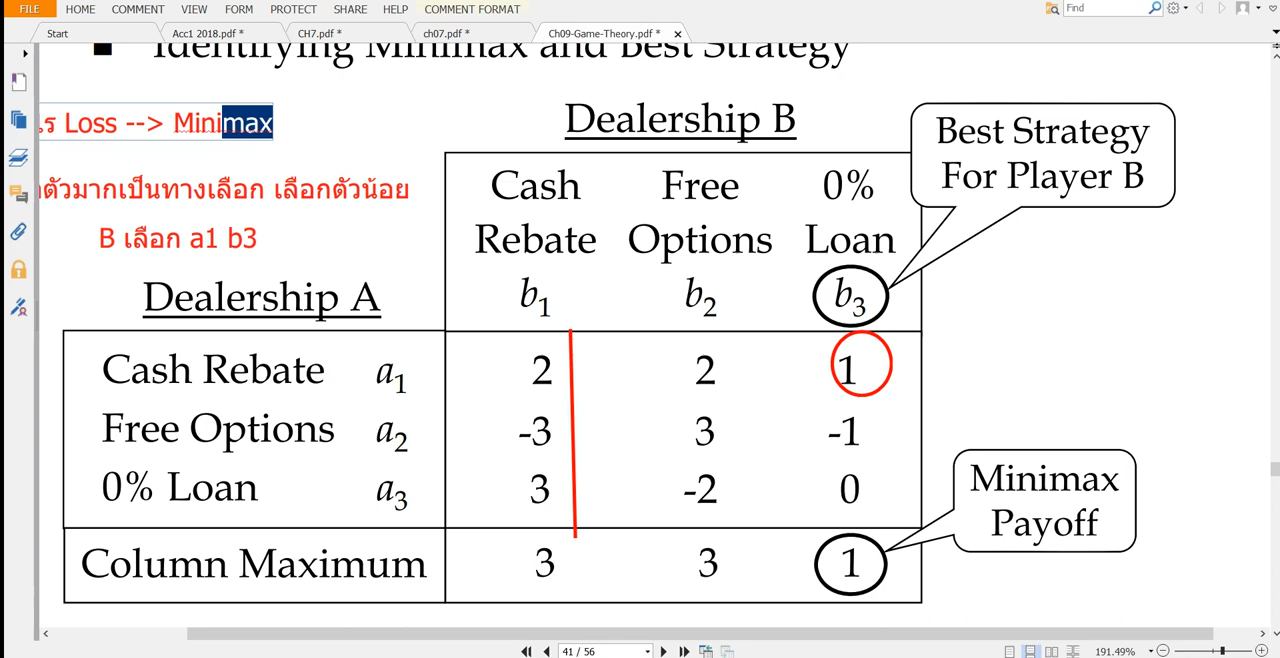 FILE HOME COMMENT VIEW FORM PROTECT SHARE HELP COMMENT FORMAT Find
Start Acc1 2018.pdf * CH7.pdf * ch07.pdf * Ch09-Game-Theory.pdf *
Identifying Minimax and Best Strategy
Loss --> Minimax
ตัวมากเป็นทางเลือก เลือกตัวน้อย
B เลือก a1 b3
Dealership B
Best Strategy
For Player B
Cash Free 0%
Rebate Options Loan
Dealership A b1 b2 b3
Cash Rebate a1 2 2 1
Free Options a2 -3 3 -1
0% Loan a3 3 -2 0
Column Maximum 3 3 1
Minimax
Payoff
41 / 56 191.49%